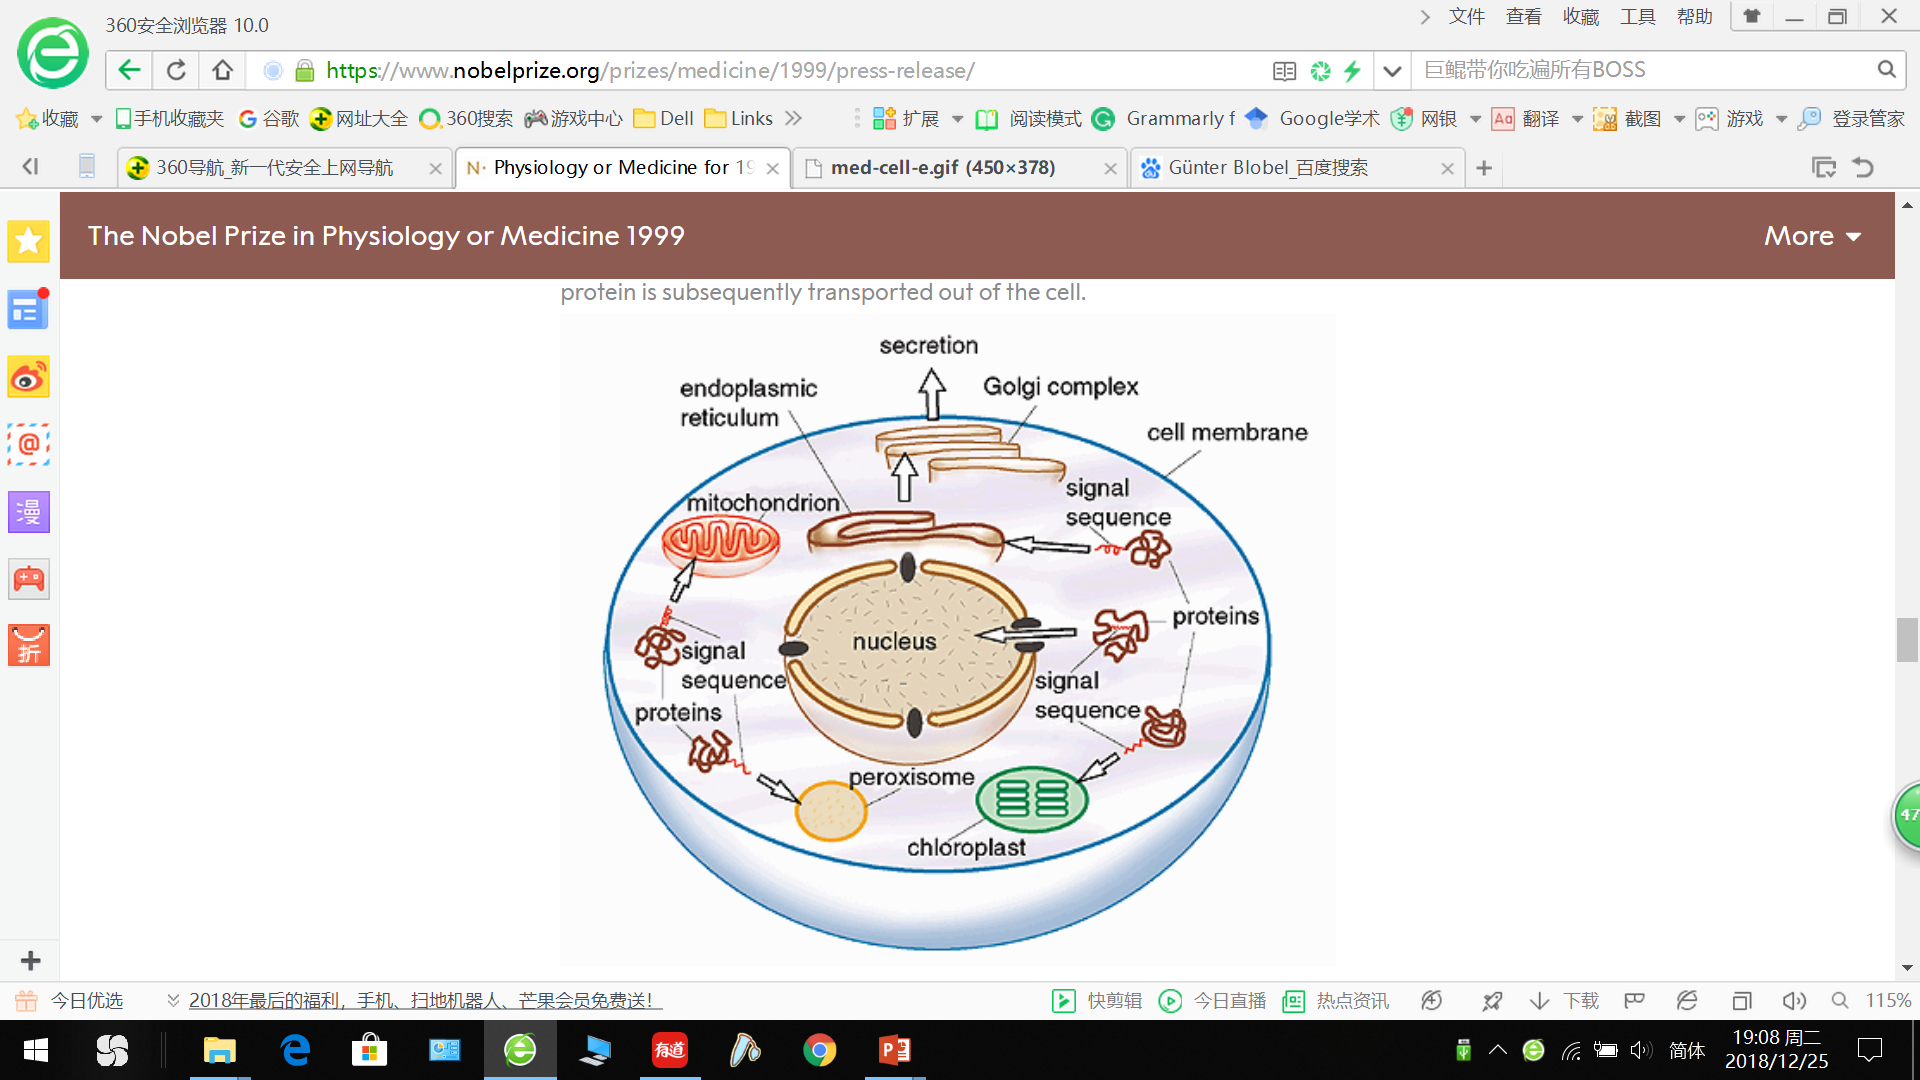 360安全浏览器 10.0
文件 查看 收藏 工具 帮助
https://www.nobelprize.org/prizes/medicine/1999/press-release/
巨鲲带你吃遍所有BOSS
收藏 手机收藏夹 谷歌 网址大全 360搜索 游戏中心 Dell Links 扩展 阅读模式 Grammarly f Google学术 网银 Aa 翻译 截图 游戏 登录管家
360导航_新一代安全上网导航 N· Physiology or Medicine for 19 med-cell-e.gif (450×378) Günter Blobel_百度搜索
The Nobel Prize in Physiology or Medicine 1999 More
protein is subsequently transported out of the cell.
secretion
endoplasmic
reticulum
Golgi complex
cell membrane
mitochondrion
signal
sequence
nucleus
proteins
signal
sequence
proteins
signal
sequence
peroxisome
chloroplast
@
漫
折
47
今日优选 2018年最后的福利，手机、扫地机器人、芒果会员免费送！ 快剪辑 今日直播 热点资讯 下载 115%
有道 简体
19:08 周二
2018/12/25